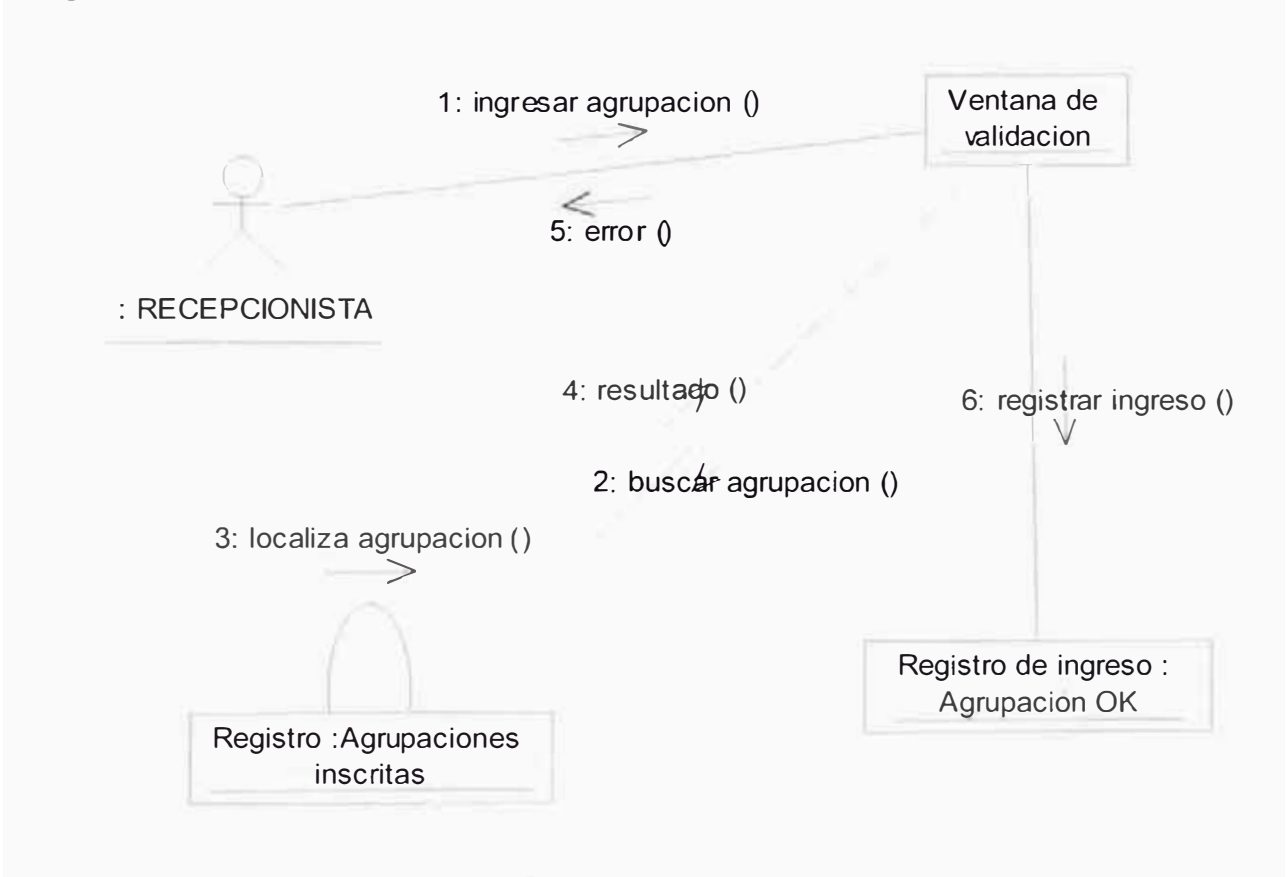 1: ingresar agrupacion ()
Ventana de
validacion
5: error ()
: RECEPCIONISTA
4: resultado ()
6: registrar ingreso ()
2: buscar agrupacion ()
3: localiza agrupacion ()
Registro de ingreso :
Agrupacion OK
Registro :Agrupaciones
inscritas